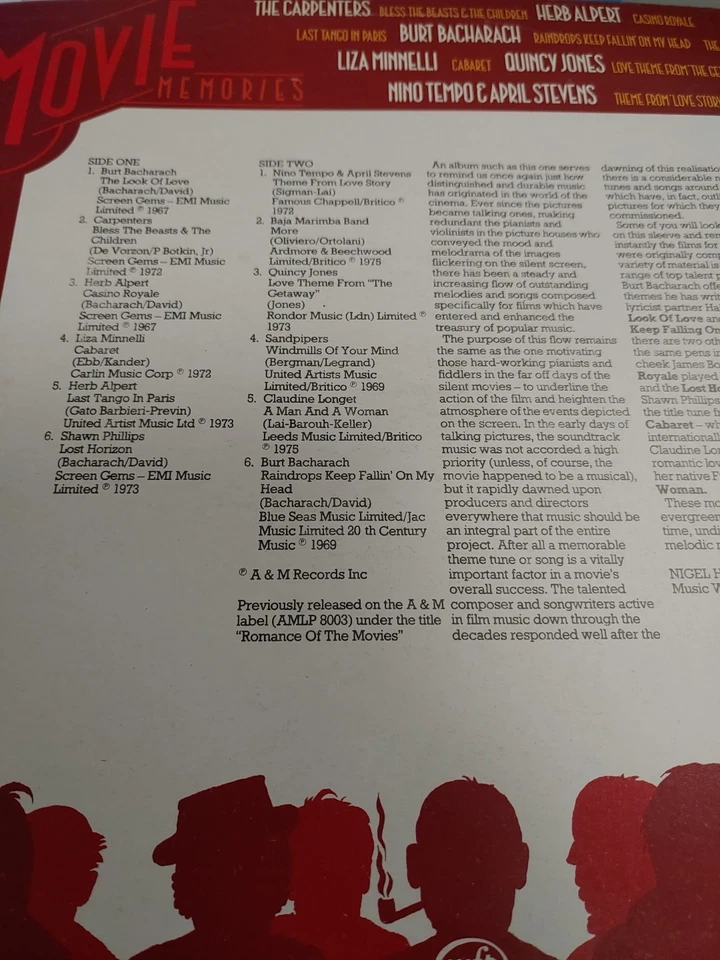 MOVIE
MEMORIES
THE CARPENTERS BLESS THE BEASTS & THE CHILDREN HERB ALPERT CASINO ROYALE
LAST TANGO IN PARIS BURT BACHARACH RAINDROPS KEEP FALLIN' ON MY HEAD THE
LIZA MINNELLI CABARET QUINCY JONES LOVE THEME FROM 'THE GE
NINO TEMPO & APRIL STEVENS THEME FROM 'LOVE STORY
SIDE ONE
1. Burt Bacharach
The Look Of Love
(Bacharach/David)
Screen Gems – EMI Music
Limited ℗ 1967
2. Carpenters
Bless The Beasts & The
Children
(De Vorzon/P Botkin, Jr)
Screen Gems – EMI Music
Limited ℗ 1972
3. Herb Alpert
Casino Royale
(Bacharach/David)
Screen Gems – EMI Music
Limited ℗ 1967
4. Liza Minnelli
Cabaret
(Ebb/Kander)
Carlin Music Corp ℗ 1972
5. Herb Alpert
Last Tango In Paris
(Gato Barbieri-Previn)
United Artist Music Ltd ℗ 1973
6. Shawn Phillips
Lost Horizon
(Bacharach/David)
Screen Gems – EMI Music
Limited ℗ 1973
SIDE TWO
1. Nino Tempo & April Stevens
Theme From Love Story
(Sigman-Lai)
Famous Chappell/Britico ℗
1972
2. Baja Marimba Band
More
(Oliviero/Ortolani)
Ardmore & Beechwood
Limited/Britico ℗ 1975
3. Quincy Jones
Love Theme From "The
Getaway"
(Jones)
Rondor Music (Ldn) Limited ℗
1973
4. Sandpipers
Windmills Of Your Mind
(Bergman/Legrand)
United Artists Music
Limited/Britico ℗ 1969
5. Claudine Longet
A Man And A Woman
(Lai-Barouh-Keller)
Leeds Music Limited/Britico
℗ 1975
6. Burt Bacharach
Raindrops Keep Fallin' On My
Head
(Bacharach/David)
Blue Seas Music Limited/Jac
Music Limited 20 th Century
Music ℗ 1969
℗ A & M Records Inc
Previously released on the A & M
label (AMLP 8003) under the title
"Romance Of The Movies"
An album such as this one serves
to remind us once again just how
distinguished and durable music
has originated in the world of the
cinema. Ever since the pictures
became talking ones, making
redundant the pianists and
violinists in the picture houses who
conveyed the mood and
melodrama of the images
flickering on the silent screen,
there has been a steady and
increasing flow of outstanding
melodies and songs composed
specifically for films which have
entered and enhanced the
treasury of popular music.
The purpose of this flow remains
the same as the one motivating
those hard-working pianists and
fiddlers in the far off days of the
silent movies – to underline the
action of the film and heighten the
atmosphere of the events depicted
on the screen. In the early days of
talking pictures, the soundtrack
music was not accorded a high
priority (unless, of course, the
movie happened to be a musical),
but it rapidly dawned upon
producers and directors
everywhere that music should be
an integral part of the entire
project. After all a memorable
theme tune or song is a vitally
important factor in a movie's
overall success. The talented
composer and songwriters active
in film music down through the
decades responded well after the
dawning of this realisatio
there is a considerable
tunes and songs around
which have, in fact, outl
pictures for which they
commissioned.
Some of you will look
on this sleeve and rem
instantly the films for
were originally comp
variety of material is
range of top talent
Burt Bacharach offe
themes he has writ
lyricist partner Ha
Look Of Love an
Keep Falling On
there are two oth
the same pens in
cheek James Bo
Royale played
and the Lost Ho
Shawn Phillips
the title tune f
Cabaret – wh
international
Claudine Lon
romantic lov
her native F
Woman.
These mo
evergreen
time, undi
melodic
NIGEL H
Music W